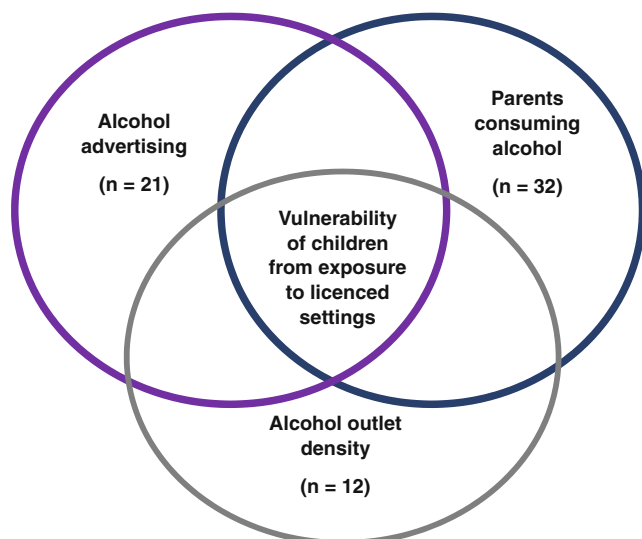 Alcohol
advertising
(n = 21)
Parents
consuming
alcohol
(n = 32)
Vulnerability
of children
from exposure
to licenced
settings
Alcohol outlet
density
(n = 12)